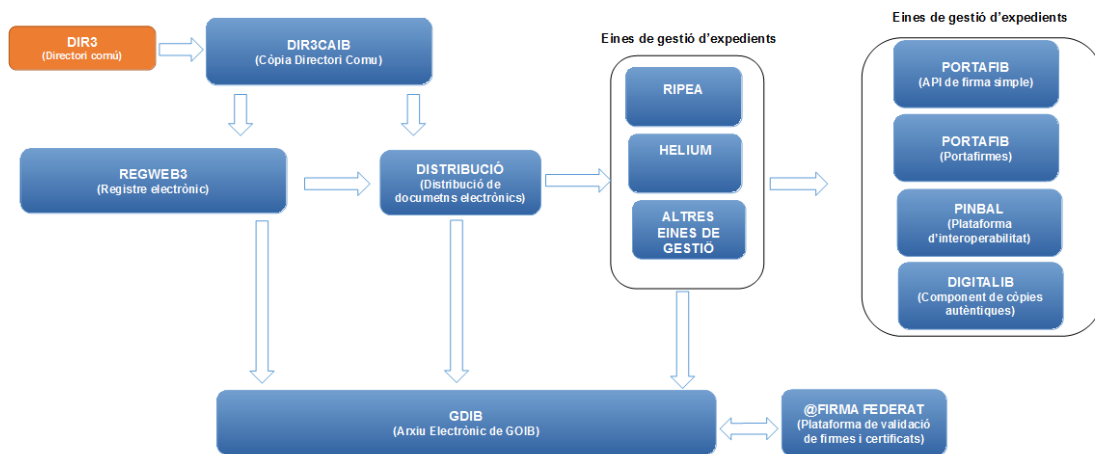 DIR3
(Directori comú)
DIR3CAIB
(Còpia Directori Comu)
Eines de gestió d'expedients
Eines de gestió d'expedients
RIPEA
HELIUM
ALTRES
EINES DE
GESTIÖ
PORTAFIB
(API de firma simple)
PORTAFIB
(Portafirmes)
PINBAL
(Plataforma
d'interoperabilitat)
DIGITALIB
(Component de còpies
autèntiques)
REGWEB3
(Registre electrònic)
DISTRIBUCIÓ
(Distribució de
documetns electrònics)
GDIB
(Arxiu Electrònic de GOIB)
@FIRMA FEDERAT
(Plataforma de validació
de firmes i certificats)